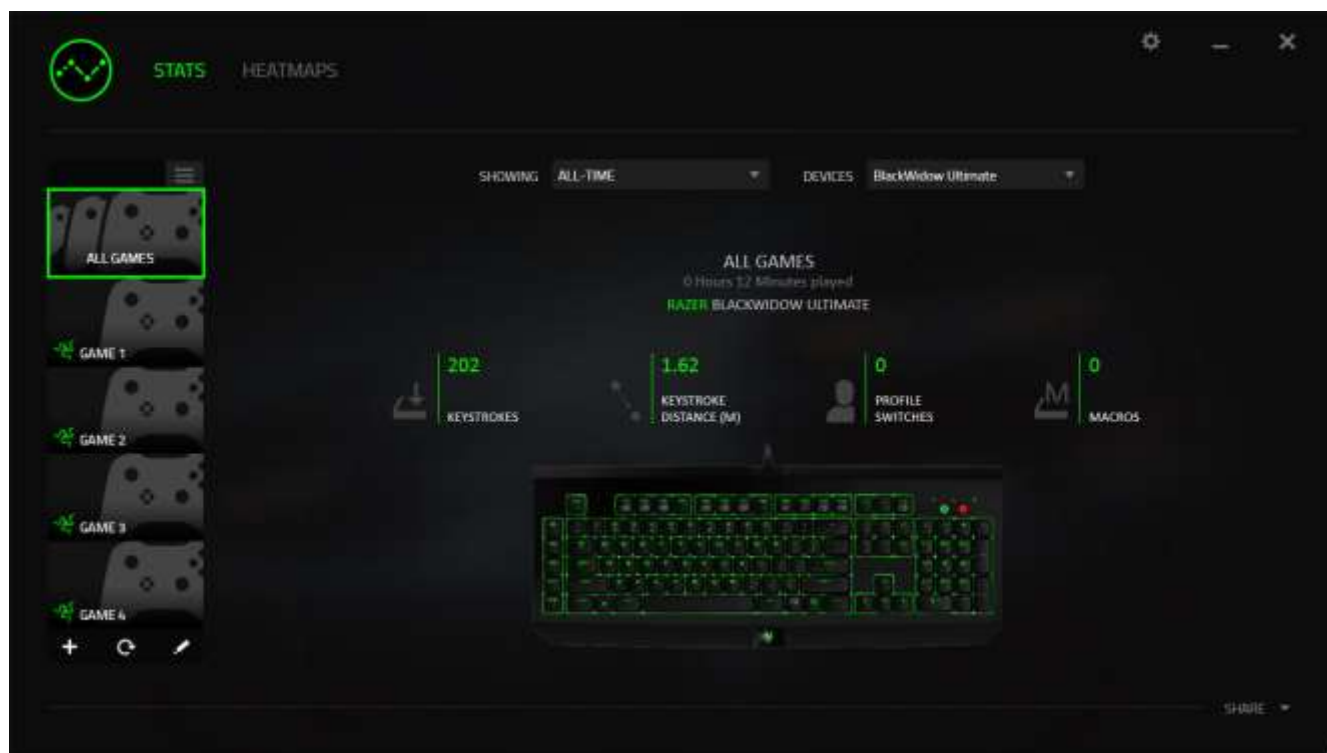 STATS HEATMAPS
SHOWING ALL-TIME DEVICES BlackWidow Ultimate
ALL GAMES
GAME 1
GAME 2
GAME 3
GAME 4
ALL GAMES
0 Hours 12 Minutes played
RAZER BLACKWIDOW ULTIMATE
202
KEYSTROKES
1.62
KEYSTROKE
DISTANCE (M)
0
PROFILE
SWITCHES
M
0
MACROS
SHARE